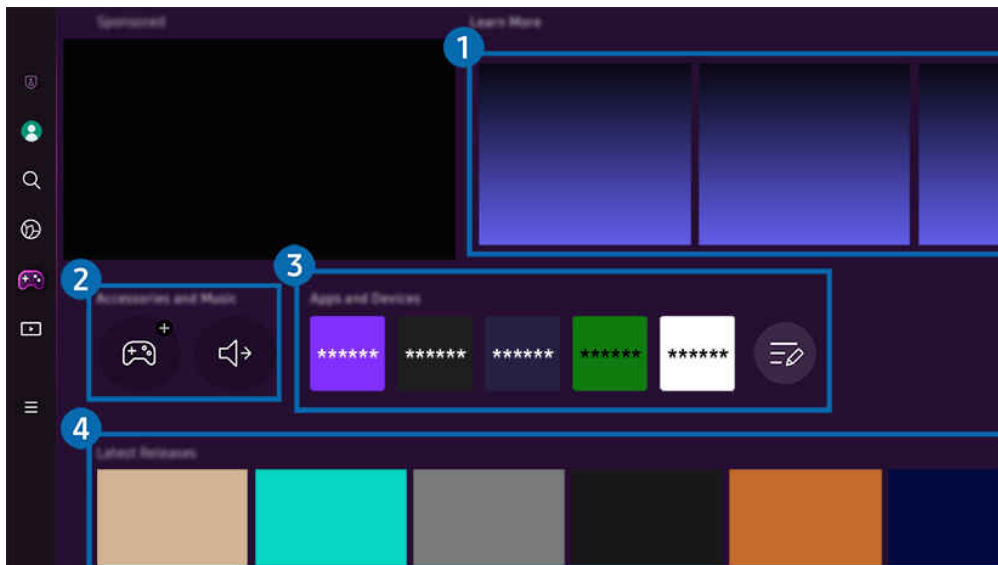 Sponsored
Learn More
1
2
3
Accessories and Music
Apps and Devices
******
******
******
******
******
4
Latest Releases